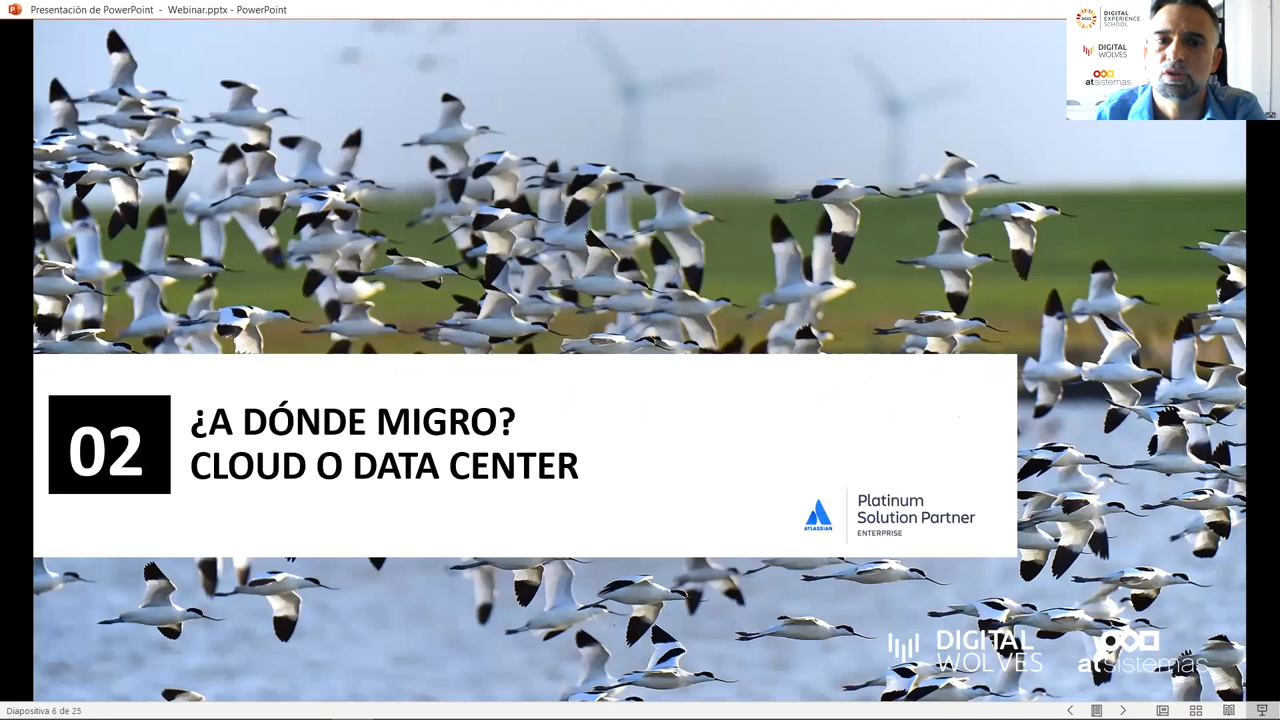 Presentación de PowerPoint - Webinar.pptx - PowerPoint
DIGITAL
EXPERIENCE
SCHOOL
DIGITAL
WOLVES
atsistemas
02
¿A DÓNDE MIGRO?
CLOUD O DATA CENTER
ATLASSIAN
Platinum
Solution Partner
ENTERPRISE
DIGITAL
WOLVES
atsistemas
Diapositiva 6 de 25